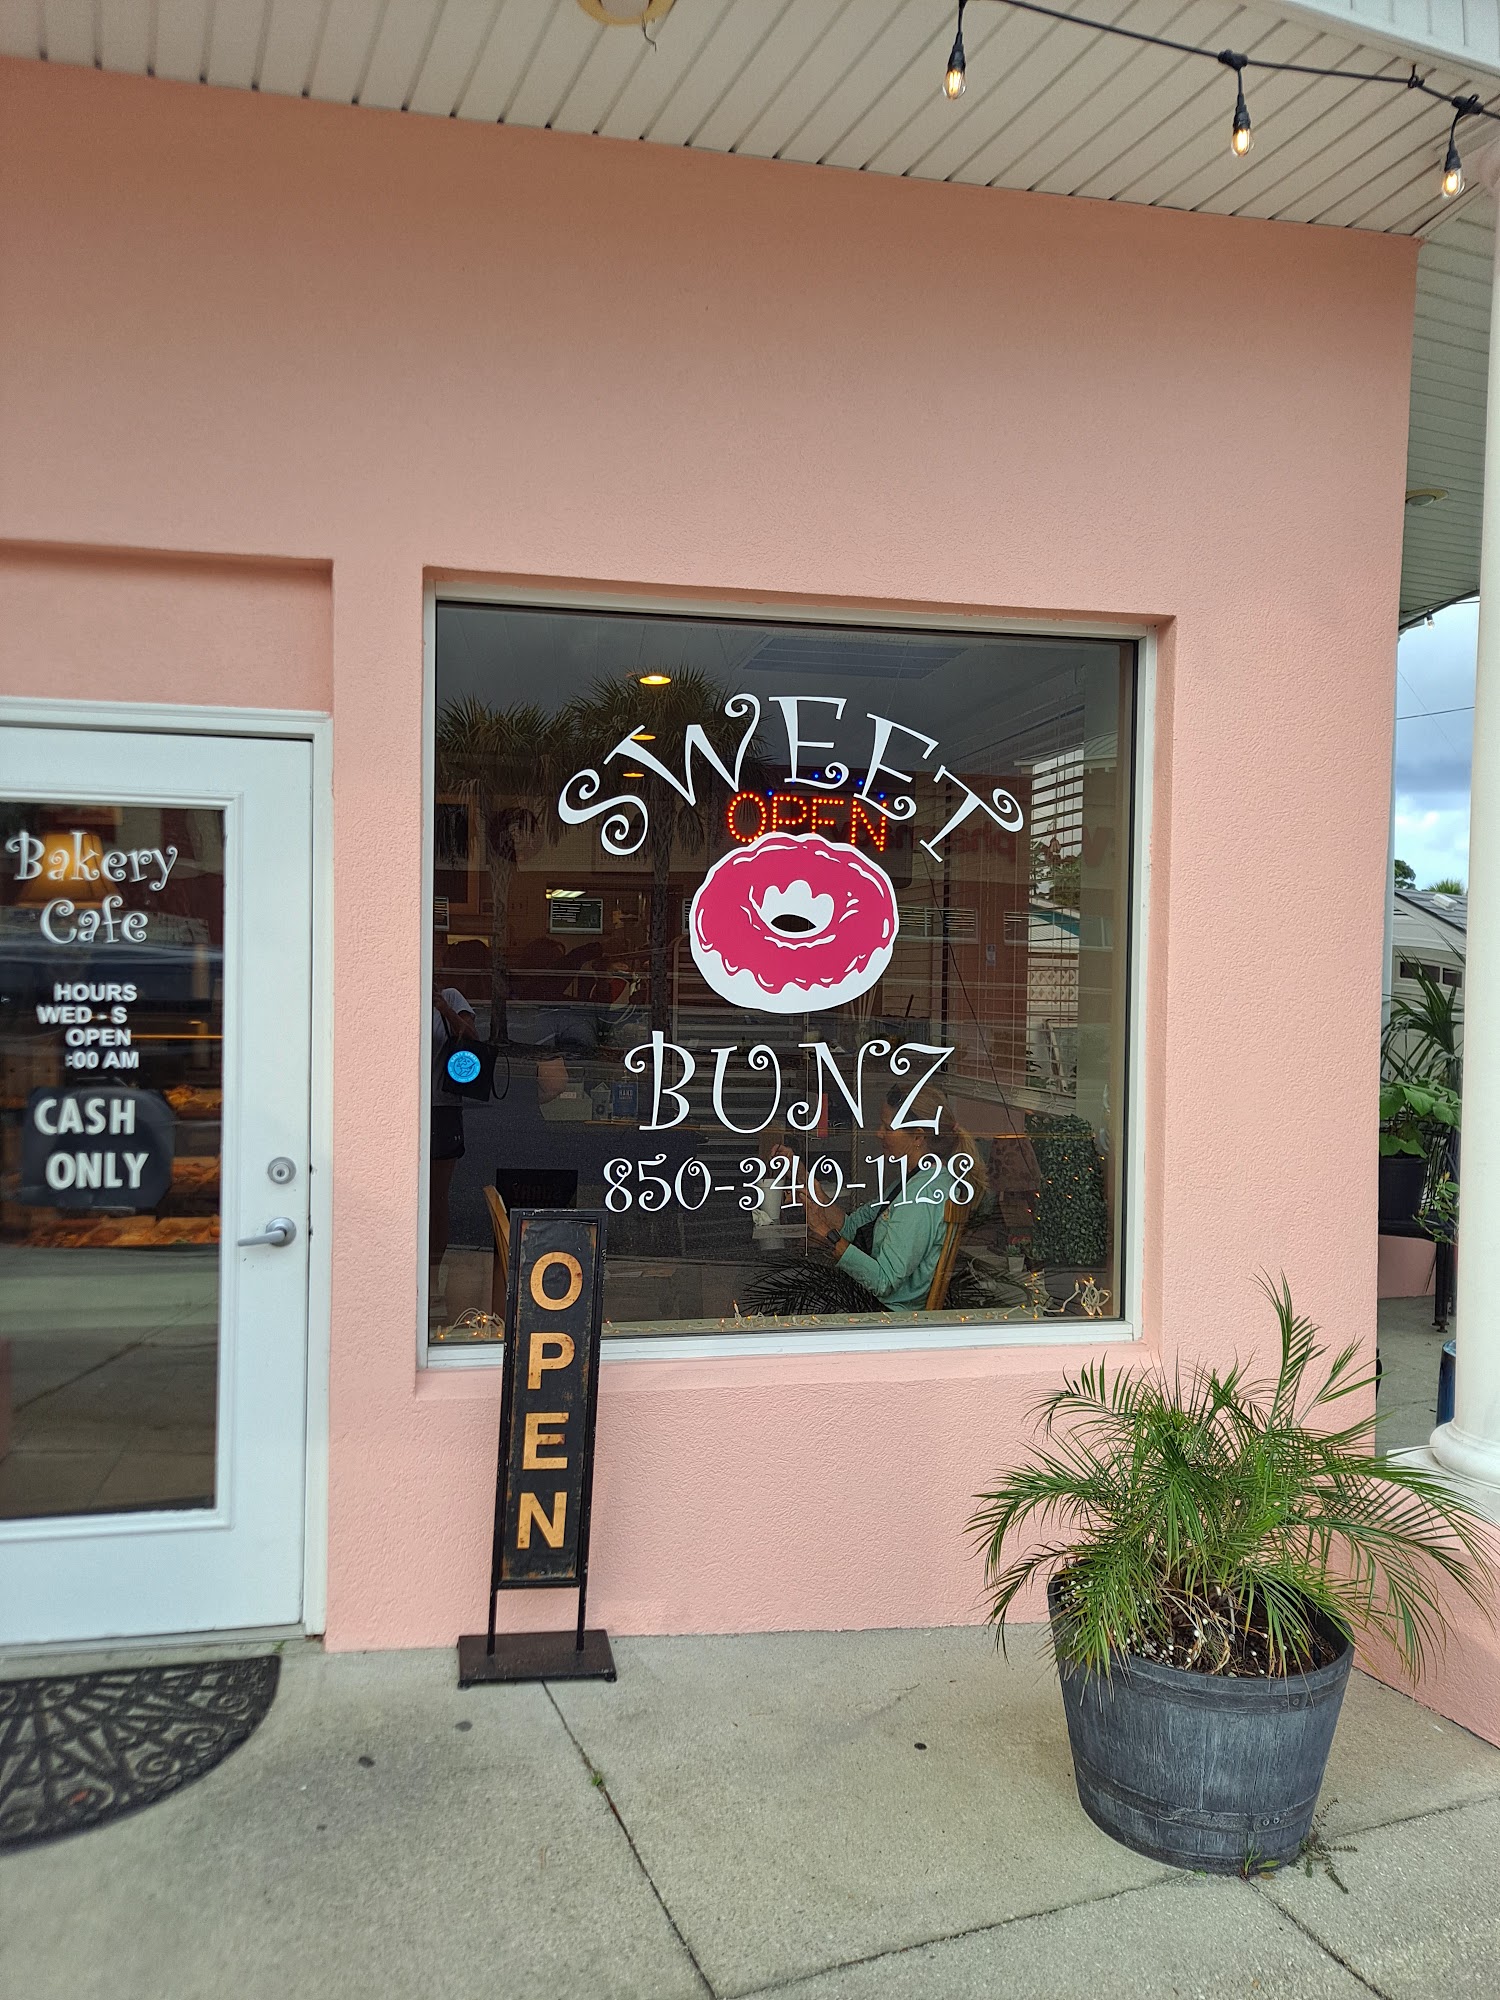 SWEET
OPEN
BUNZ
850-340-1128
Bakery
Cafe
HOURS
WED - S
OPEN
:00 AM
CASH
ONLY
OPEN